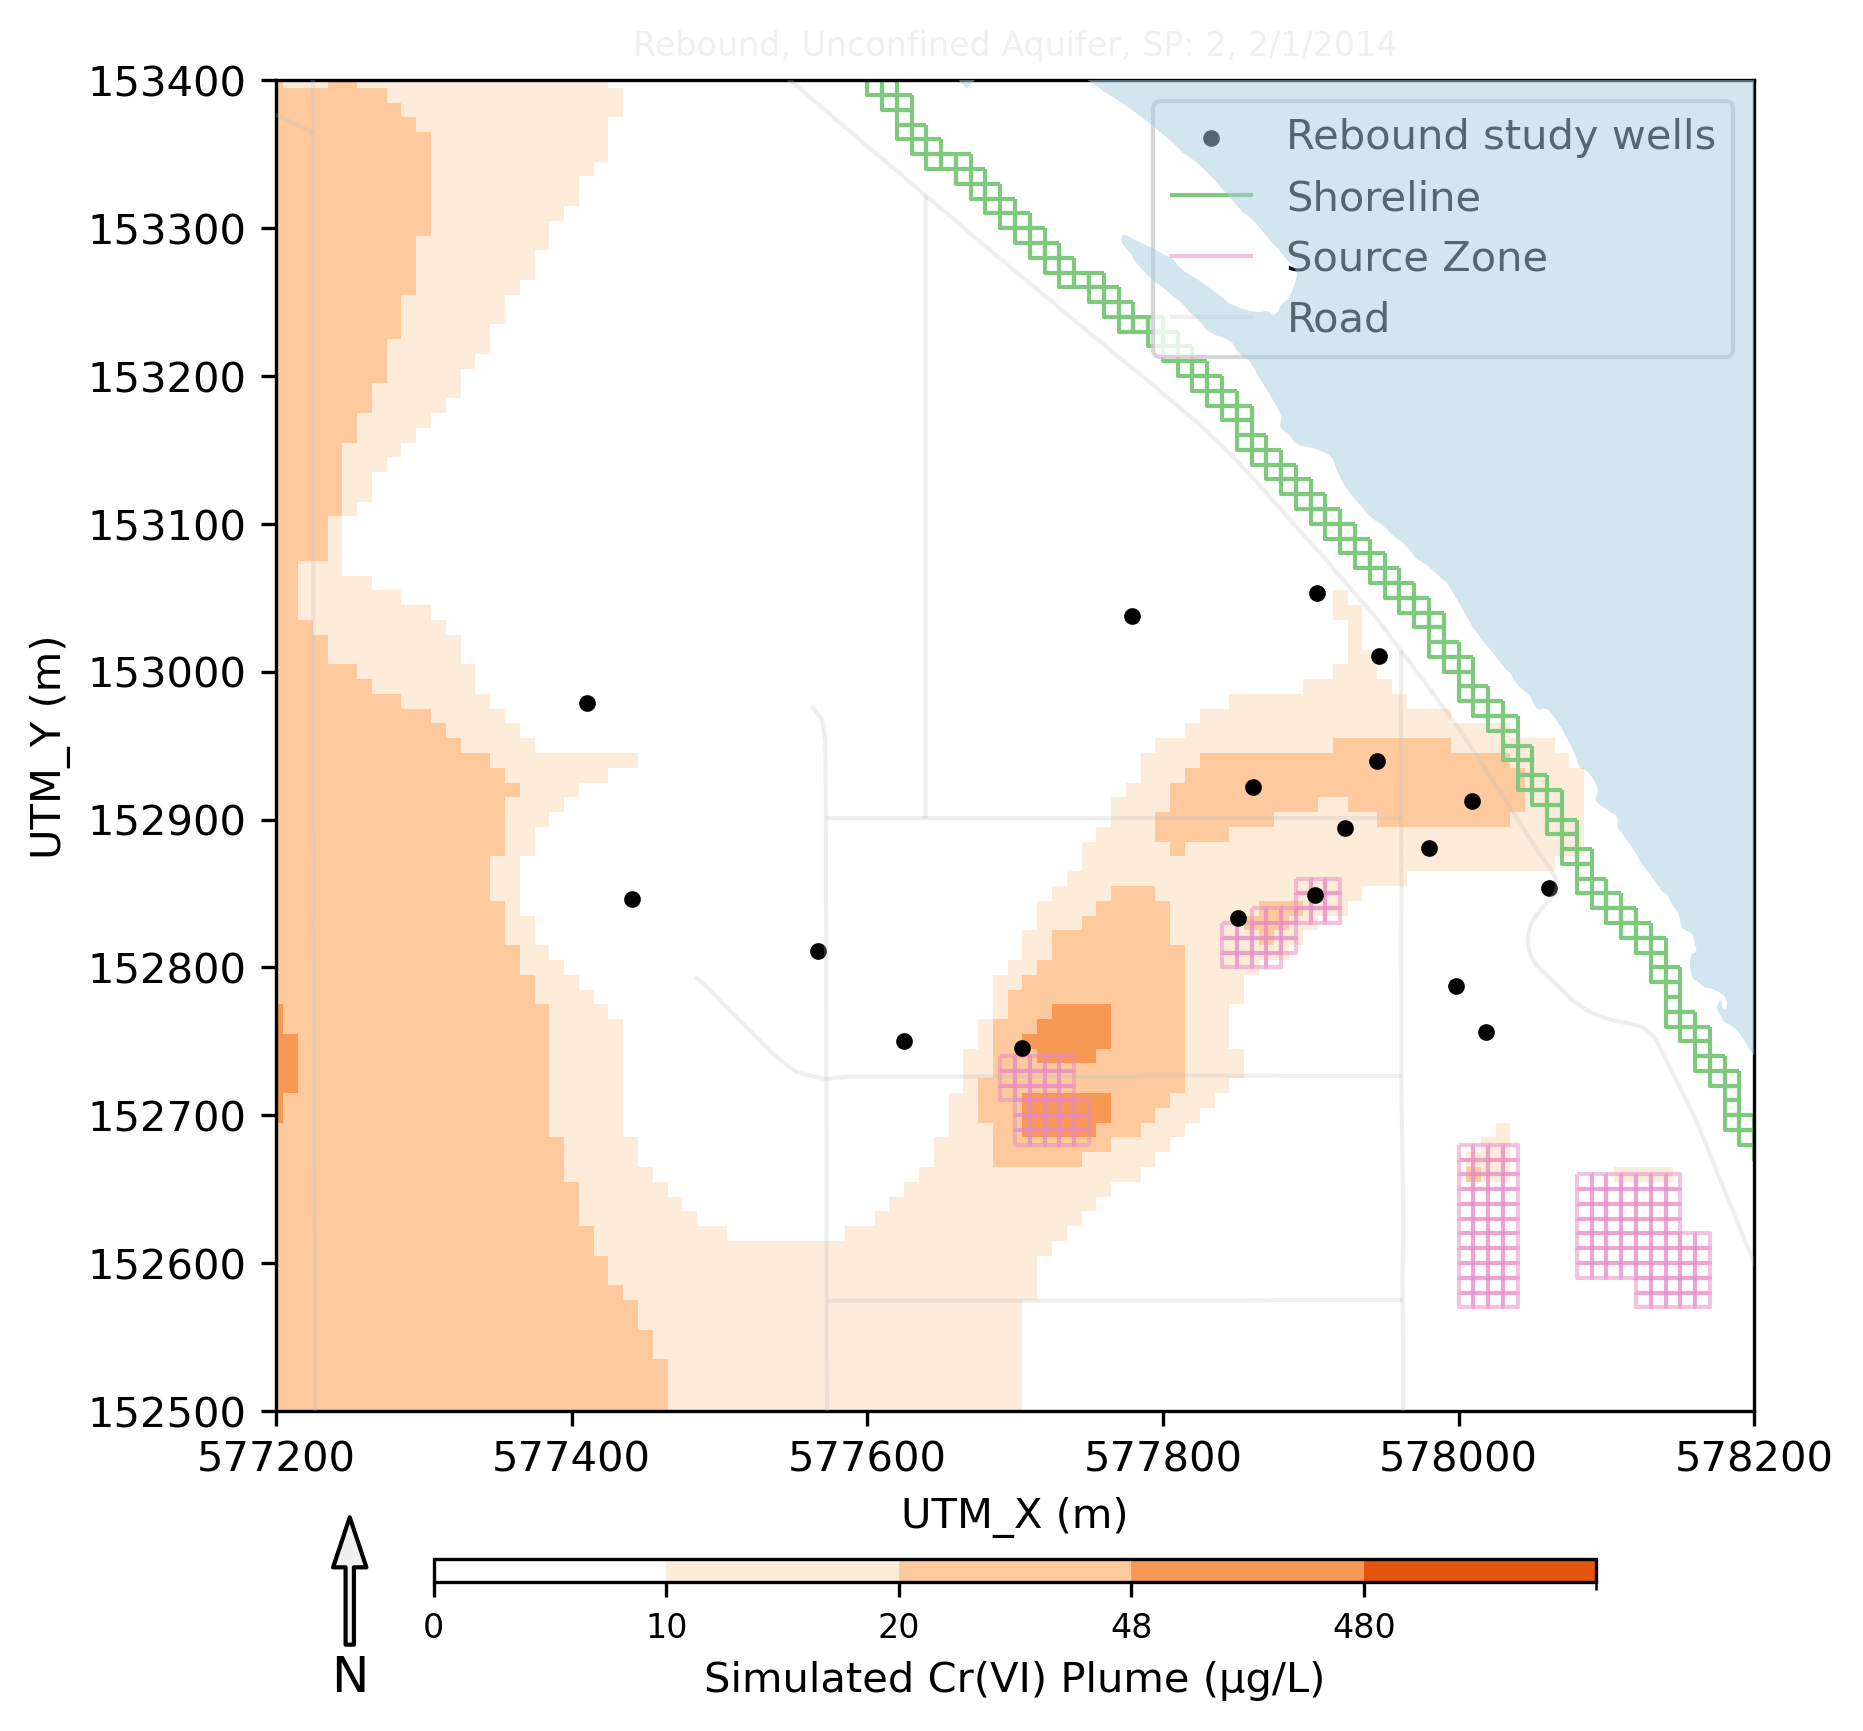 Rebound, Unconfined Aquifer, SP: 2, 2/1/2014
153400
153300
153200
153100
153000
152900
152800
152700
152600
152500
UTM_Y (m)
Rebound study wells
Shoreline
Source Zone
Road
577200 577400 577600 577800 578000 578200
UTM_X (m)
N
0 10 20 48 480
Simulated Cr(VI) Plume (μg/L)